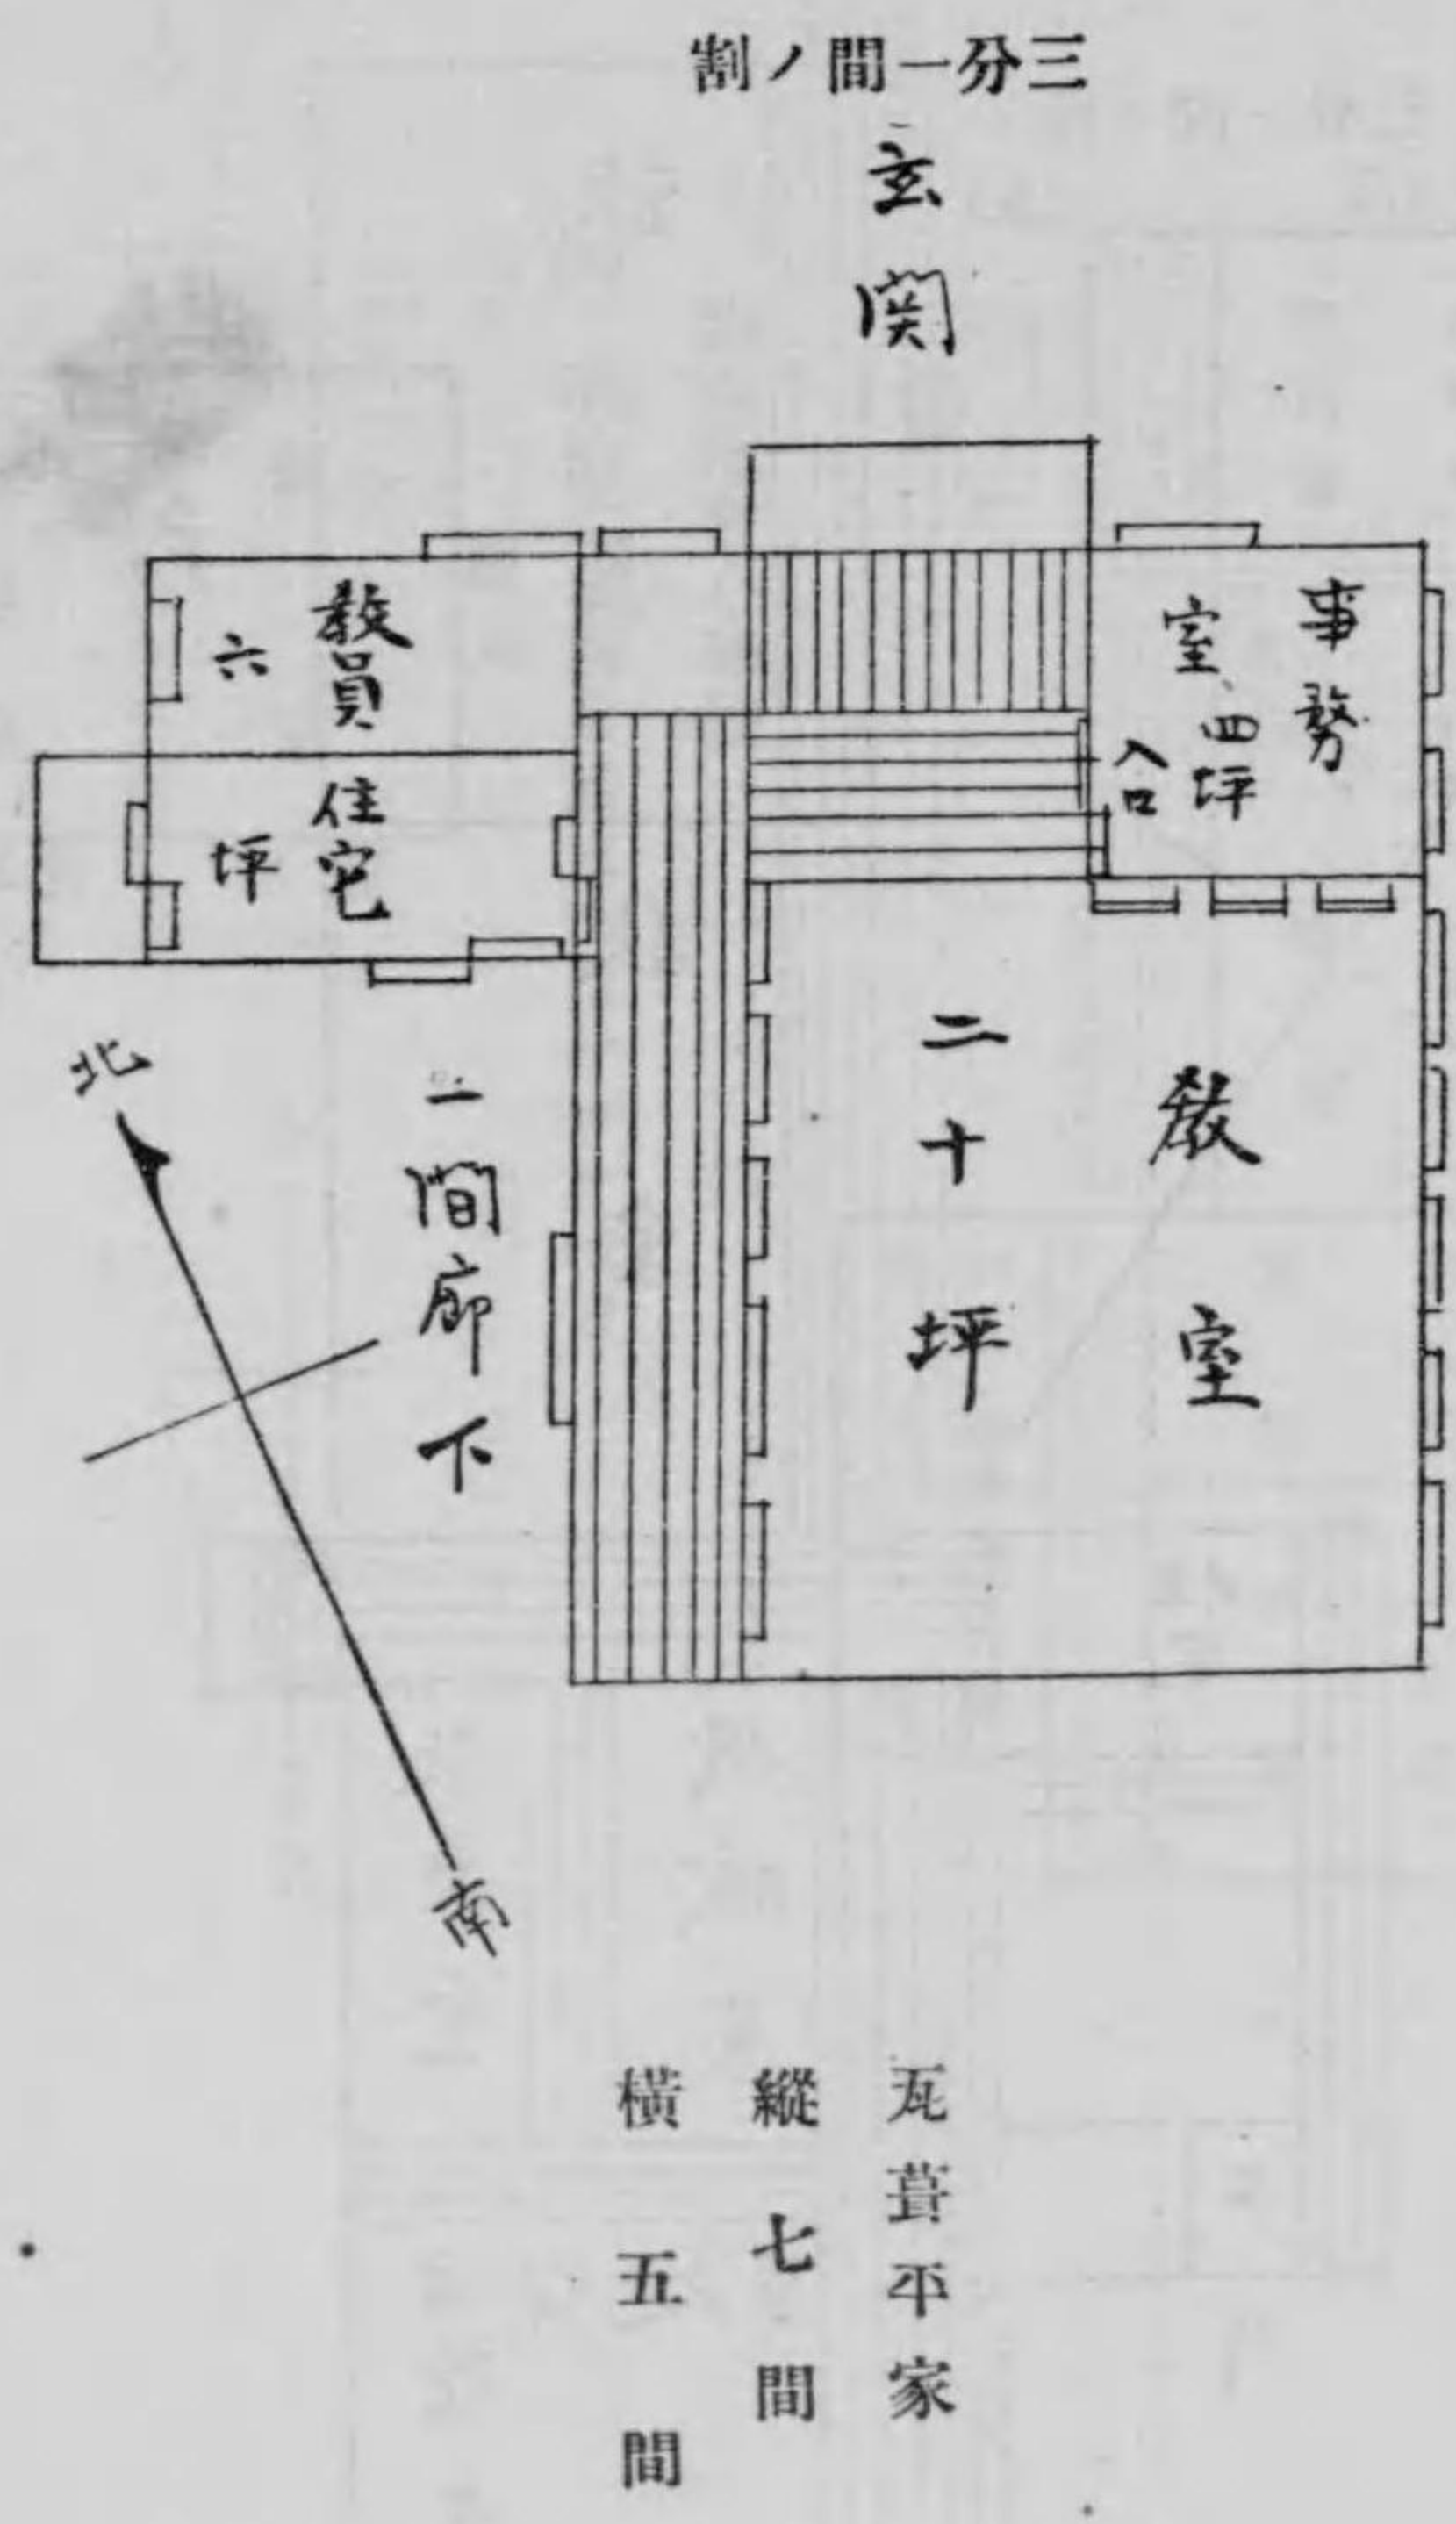 三分一間ノ割
玄関
事務
室、四坪
入口
教員
住宅
六
坪
教室
二十坪
一間廊下
北
南
瓦葺平家
縱七間
横五間